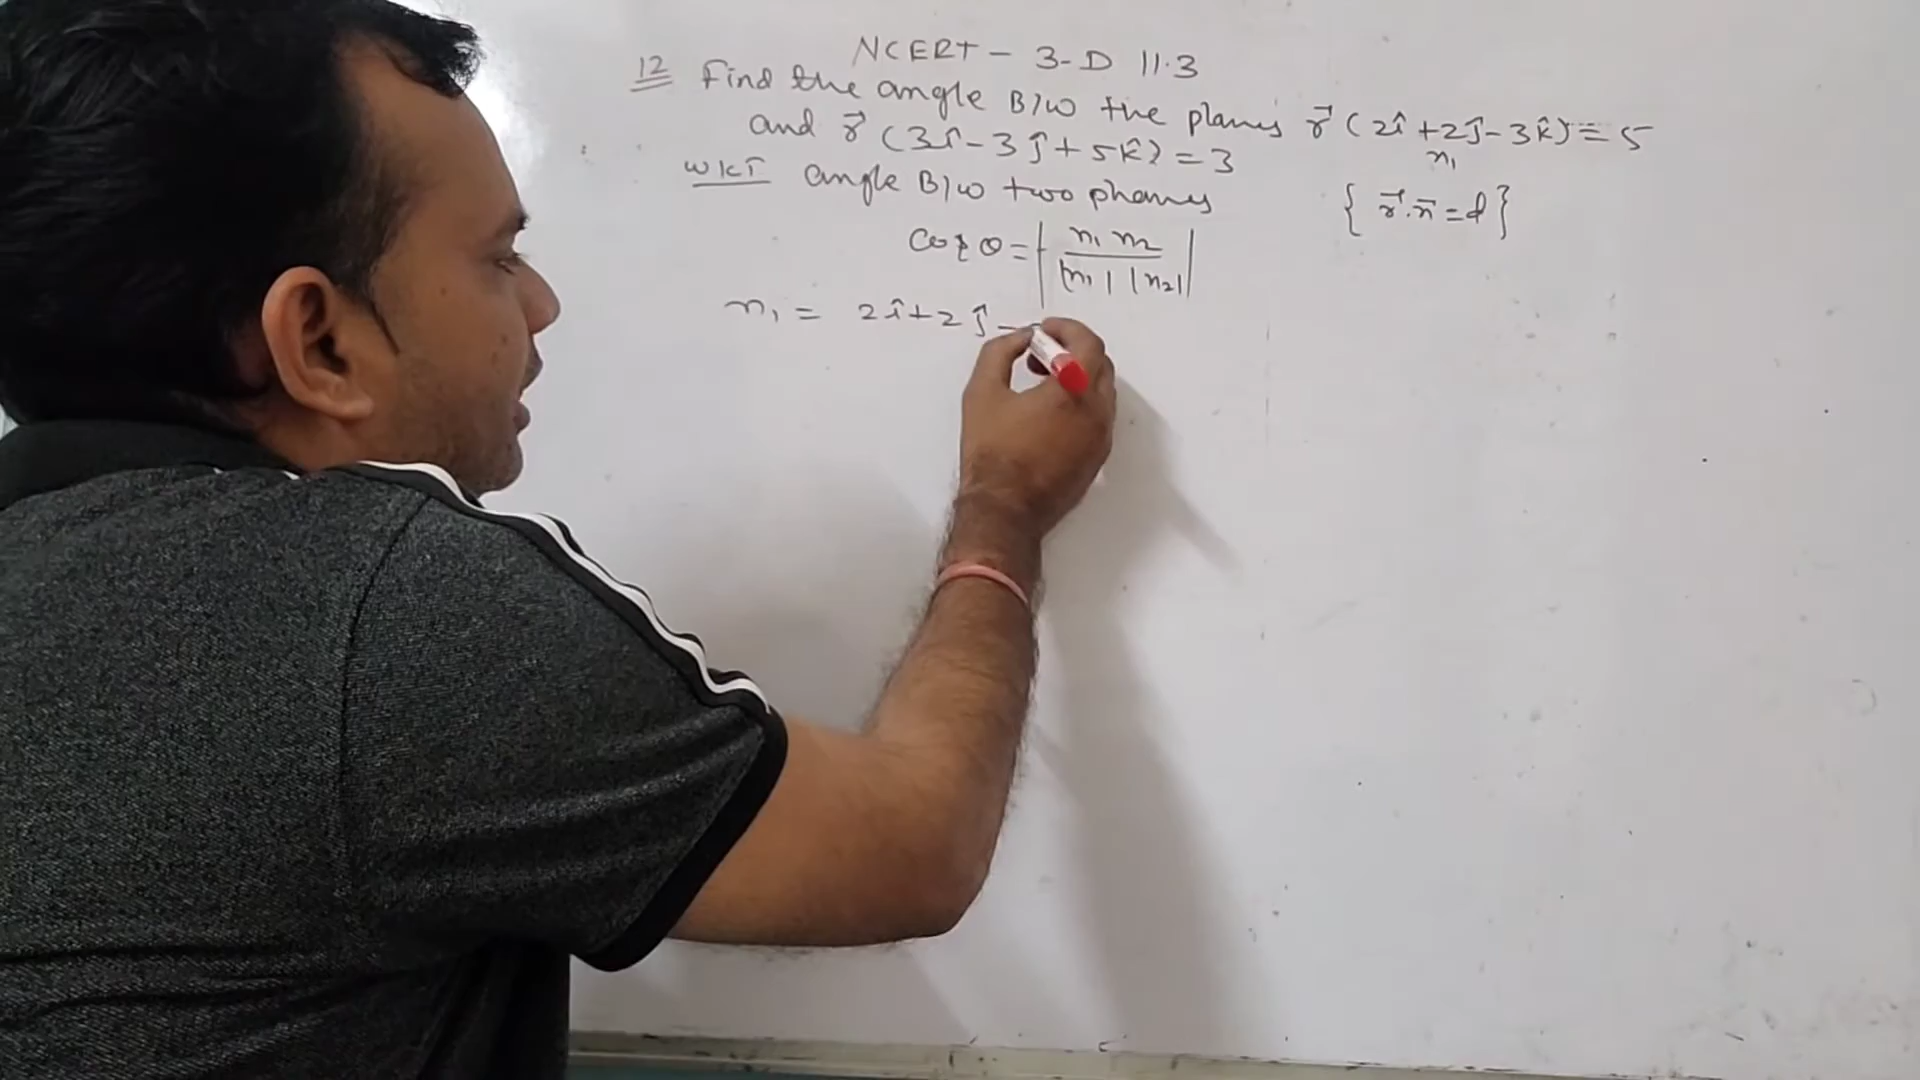 NCERT - 3-D 11.3
12 Find the angle B/w the planes r⃗ (2î + 2ĵ - 3k̂) = 5
n₁
and r⃗ (3î - 3ĵ + 5k̂) = 3
WKT angle B/w two planes
{ r⃗.n⃗ = d }
Cos θ = | n₁ n₂ / |n₁| |n₂| |
n₁ = 2î + 2ĵ -